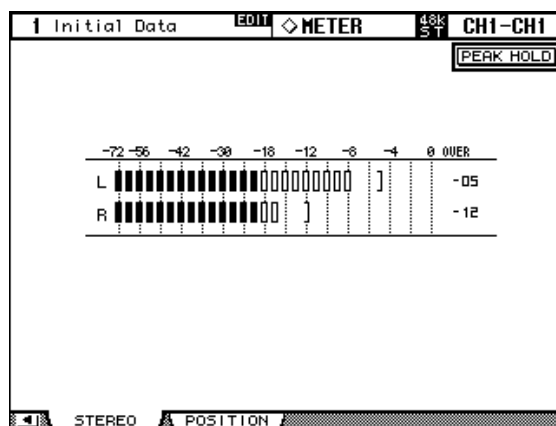 1 Initial Data EDIT ◇METER 48K ST CH1-CH1
PEAK HOLD
-72 -56 -42 -30 -18 -12 -8 -4 0 OVER
L -05
R -12
STEREO POSITION